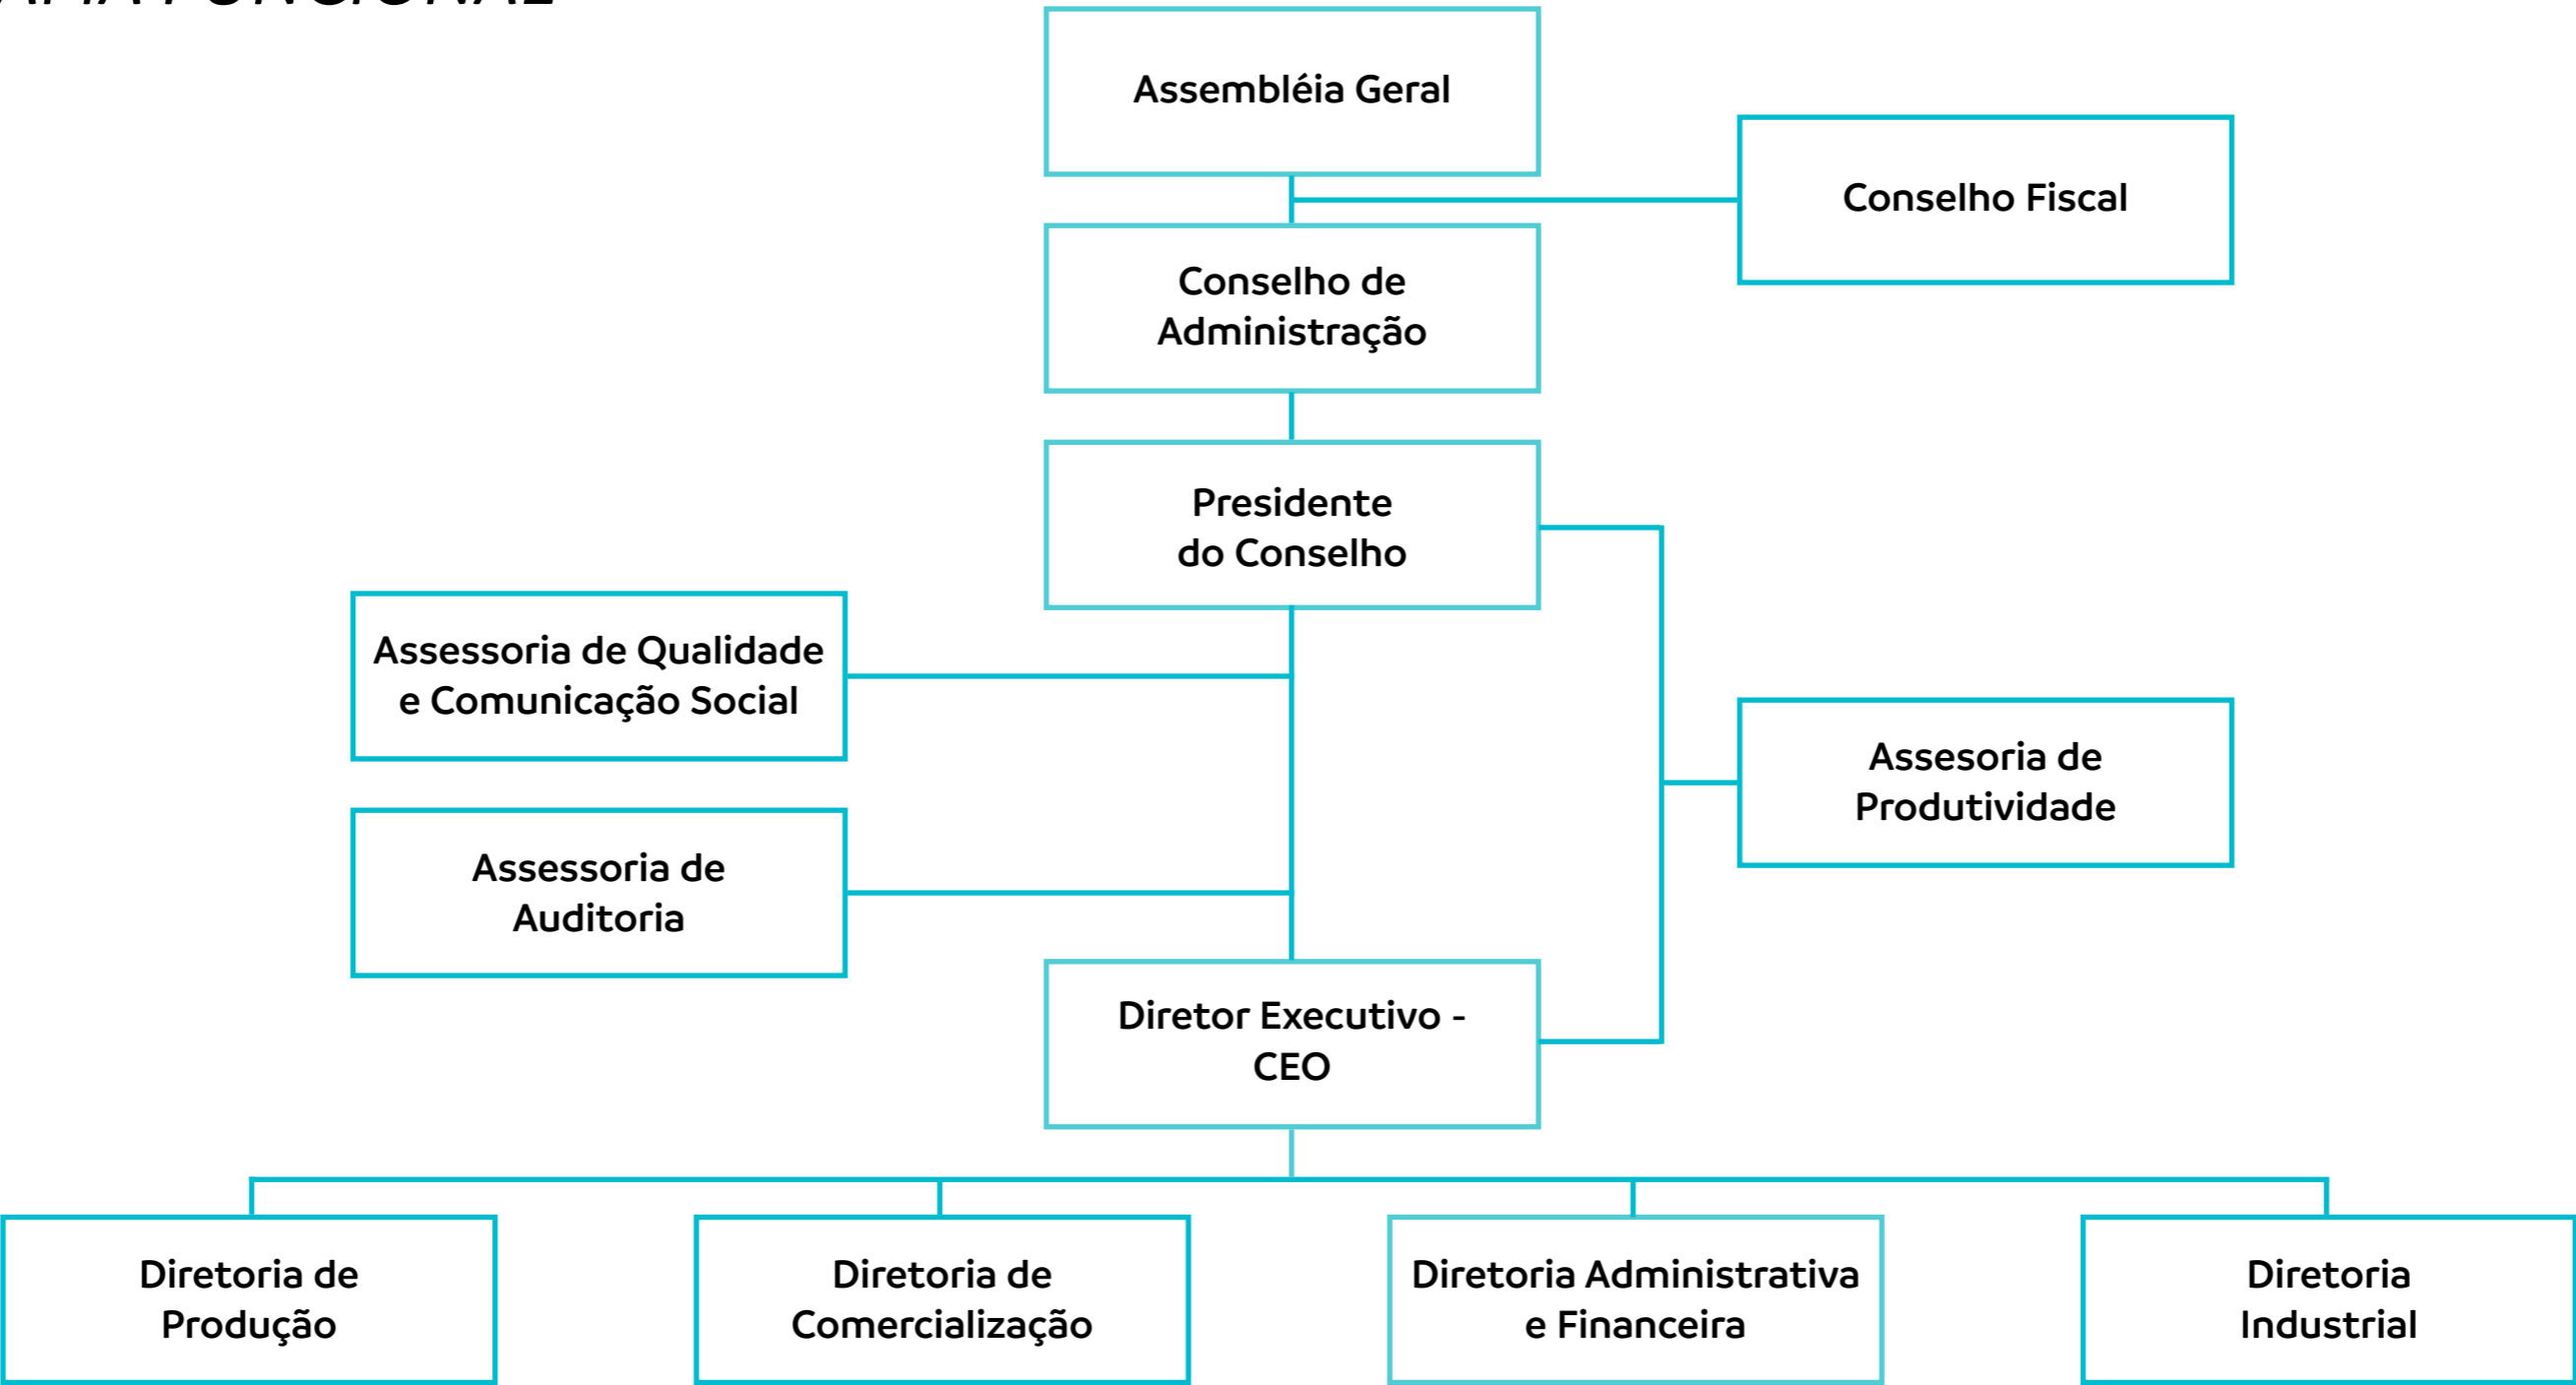 FUNCIONAL
Assembléia Geral
Conselho Fiscal
Conselho de
Administração
Presidente
do Conselho
Assessoria de Qualidade
e Comunicação Social
Assesoria de
Produtividade
Assessoria de
Auditoria
Diretor Executivo -
CEO
Diretoria de
Produção
Diretoria de
Comercialização
Diretoria Administrativa
e Financeira
Diretoria
Industrial